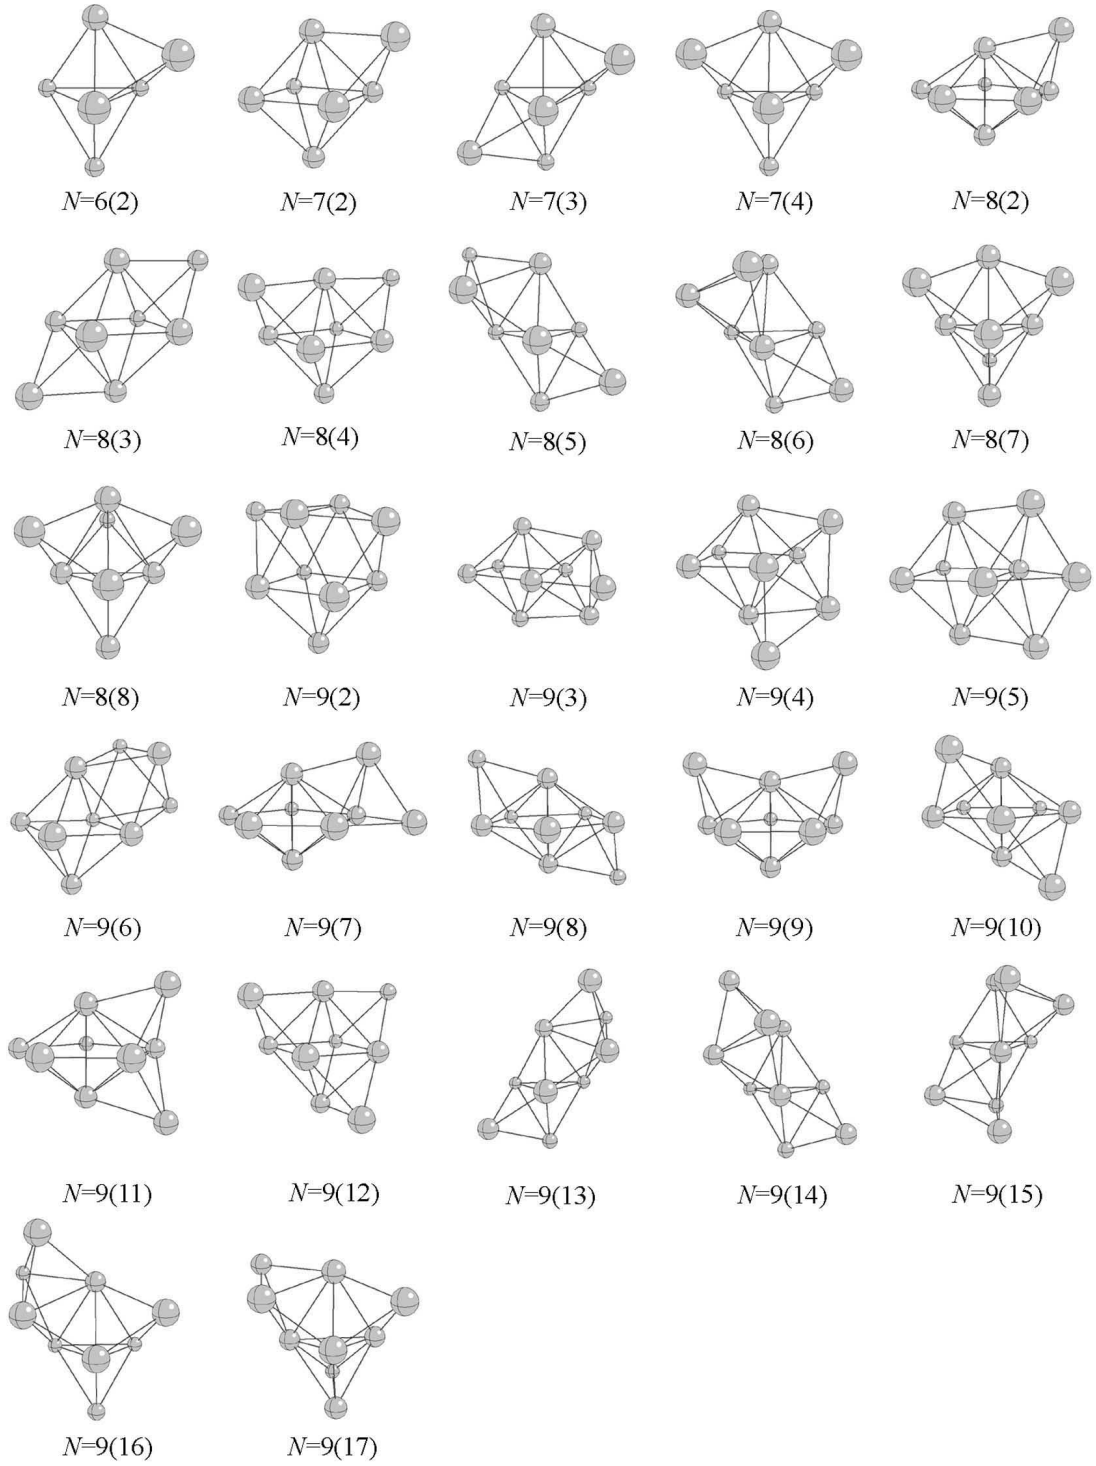 N=6(2) N=7(2) N=7(3) N=7(4) N=8(2)
N=8(3) N=8(4) N=8(5) N=8(6) N=8(7)
N=8(8) N=9(2) N=9(3) N=9(4) N=9(5)
N=9(6) N=9(7) N=9(8) N=9(9) N=9(10)
N=9(11) N=9(12) N=9(13) N=9(14) N=9(15)
N=9(16) N=9(17)